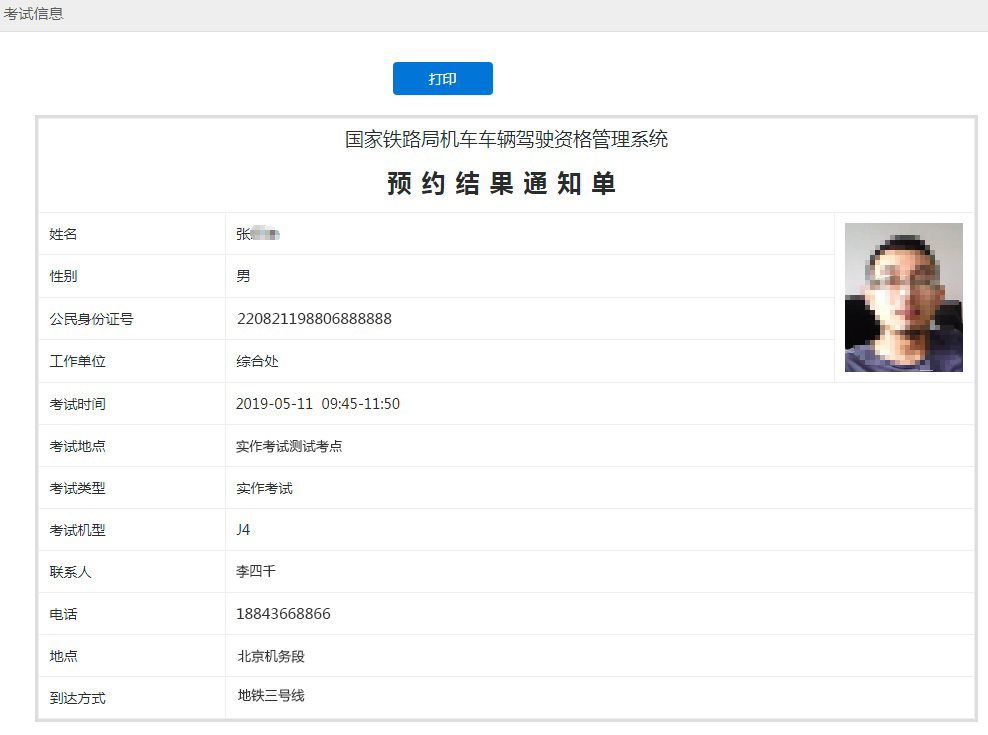 考试信息
打印
国家铁路局机车车辆驾驶资格管理系统
预约结果通知单
姓名 张
性别 男
公民身份证号 220821198806888888
工作单位 综合处
考试时间 2019-05-11 09:45-11:50
考试地点 实作考试测试考点
考试类型 实作考试
考试机型 J4
联系人 李四千
电话 18843668866
地点 北京机务段
到达方式 地铁三号线